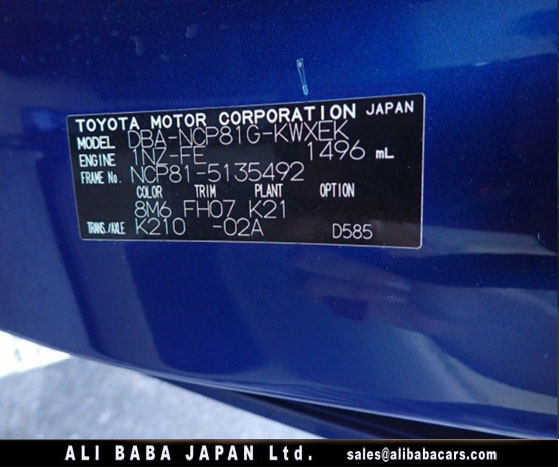 TOYOTA MOTOR CORPORATION JAPAN
MODEL DBA-NCP81G-KWXEK
ENGINE 1NZ-FE 1496 mL
FRAME No. NCP81-5135492
COLOR TRIM PLANT OPTION
8M6 FH07 K21
TRANS./AXLE K210 -02A D585
ALI BABA JAPAN Ltd. sales@alibabacars.com